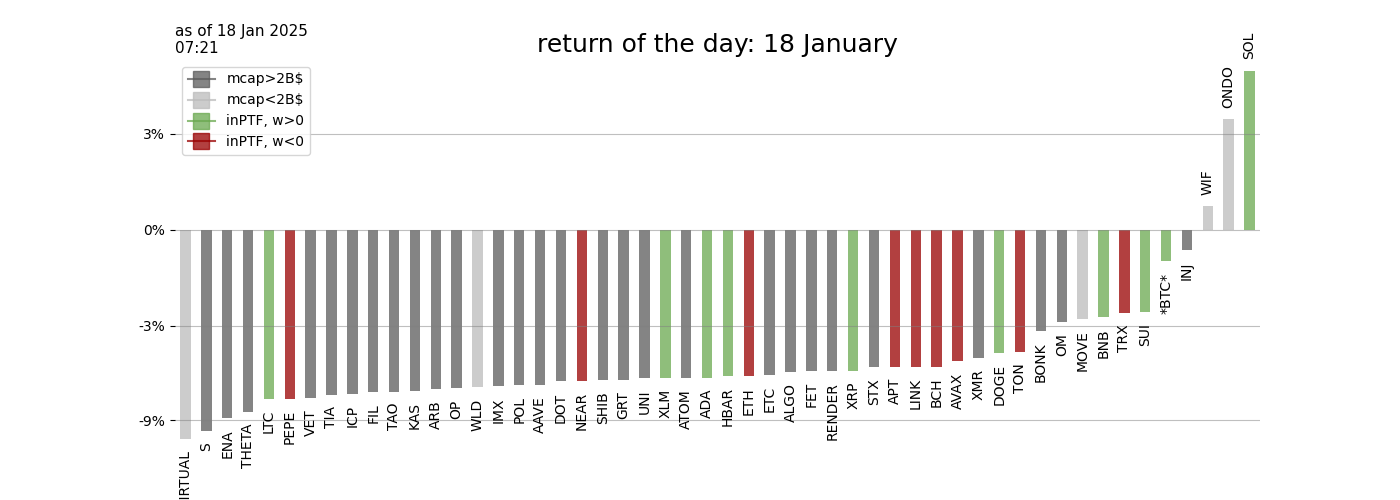 as of 18 Jan 2025
07:21
return of the day: 18 January
mcap>2B$
mcap<2B$
inPTF, w>0
inPTF, w<0
3%
0%
-3%
-9%
IRTUAL
S
ENA
THETA
LTC
PEPE
VET
TIA
ICP
FIL
TAO
KAS
ARB
OP
WLD
IMX
POL
AAVE
DOT
NEAR
SHIB
GRT
UNI
XLM
ATOM
ADA
HBAR
ETH
ETC
ALGO
FET
RENDER
XRP
STX
APT
LINK
BCH
AVAX
XMR
DOGE
TON
BONK
OM
MOVE
BNB
TRX
SUI
*BTC*
INJ
WIF
ONDO
SOL